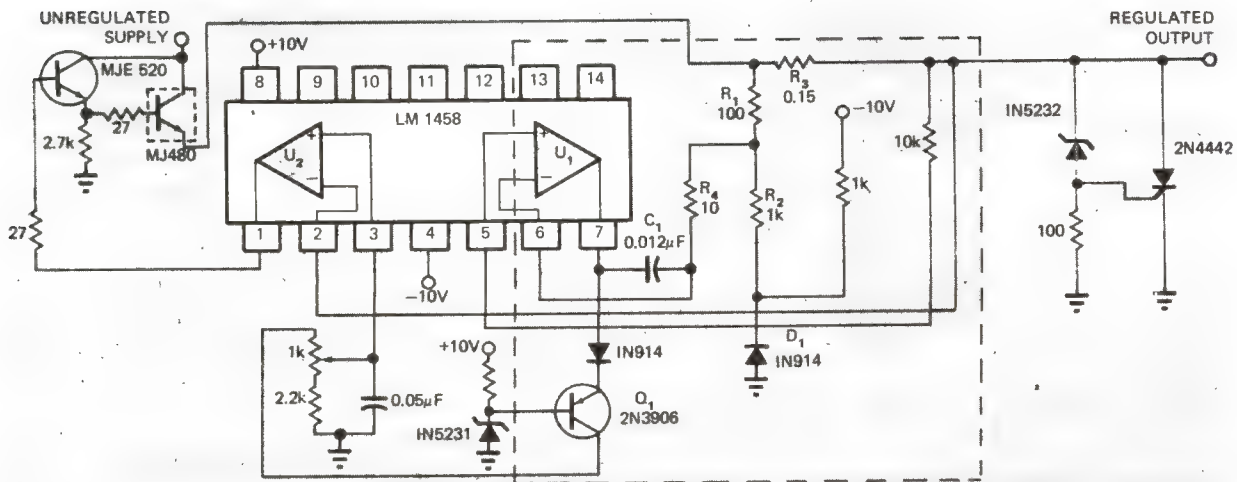 UNREGULATED
SUPPLY
REGULATED
OUTPUT
+10V
MJE 520
8 9 10 11 12 13 14
R3
0.15
R1
100
-10V
IN5232
LM 1458
27
2.7k
MJ480
10k
2N4442
+
U2
-
+
U1
-
R4
10
R2
1k
1k
100
27
C1
0.012μF
1 2 3 4 5 6 7
-10V
D1
IN914
+10V
IN914
1k
2.2k
0.05μF
Q1
2N3906
IN5231